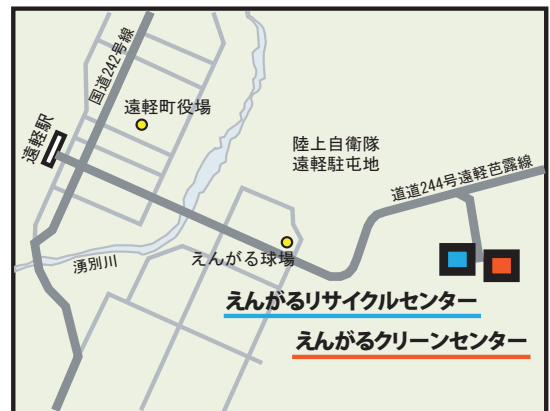 国道242号線
遠軽町役場
遠軽駅
陸上自衛隊
遠軽駐屯地
道道244号遠軽芭露線
湧別川
えんがる球場
えんがるリサイクルセンター
えんがるクリーンセンター